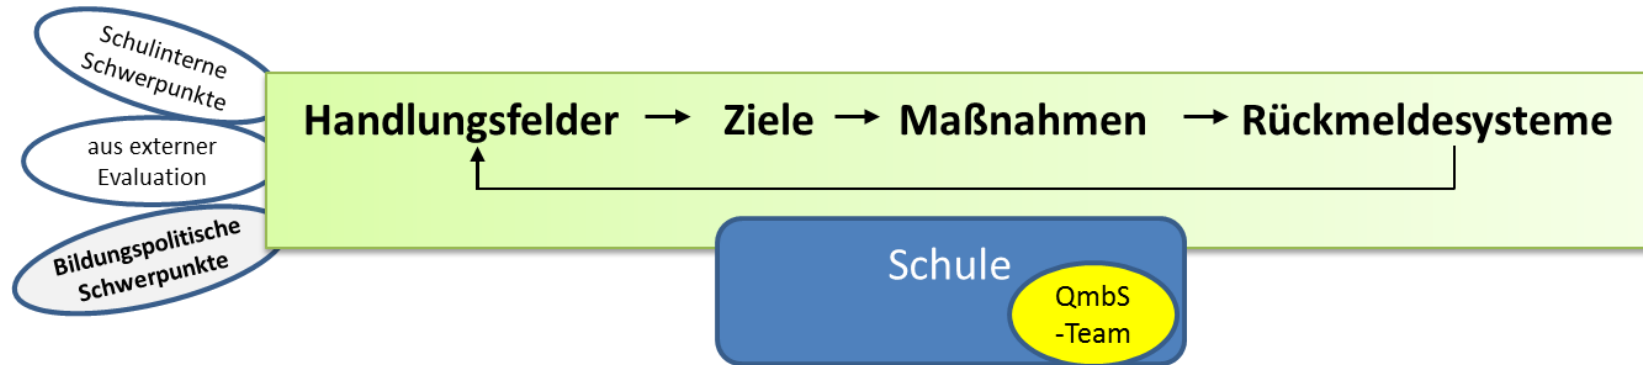 Schulinterne
Schwerpunkte
aus externer
Evaluation
Bildungspolitische
Schwerpunkte
Handlungsfelder → Ziele → Maßnahmen → Rückmeldesysteme
Schule
QmbS
-Team